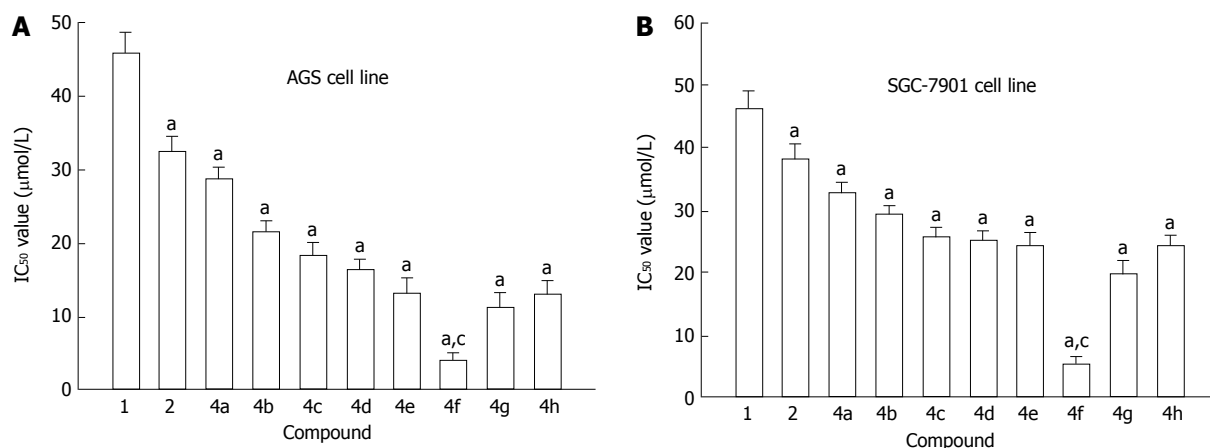 A
AGS cell line
IC₅₀ value (μmol/L)
50
40
30
20
10
0
a
a
a
a
a
a
a,c
a
a
1 2 4a 4b 4c 4d 4e 4f 4g 4h
Compound
B
SGC-7901 cell line
IC₅₀ value (μmol/L)
60
50
40
30
20
10
0
a
a
a
a
a
a
a,c
a
a
1 2 4a 4b 4c 4d 4e 4f 4g 4h
Compound